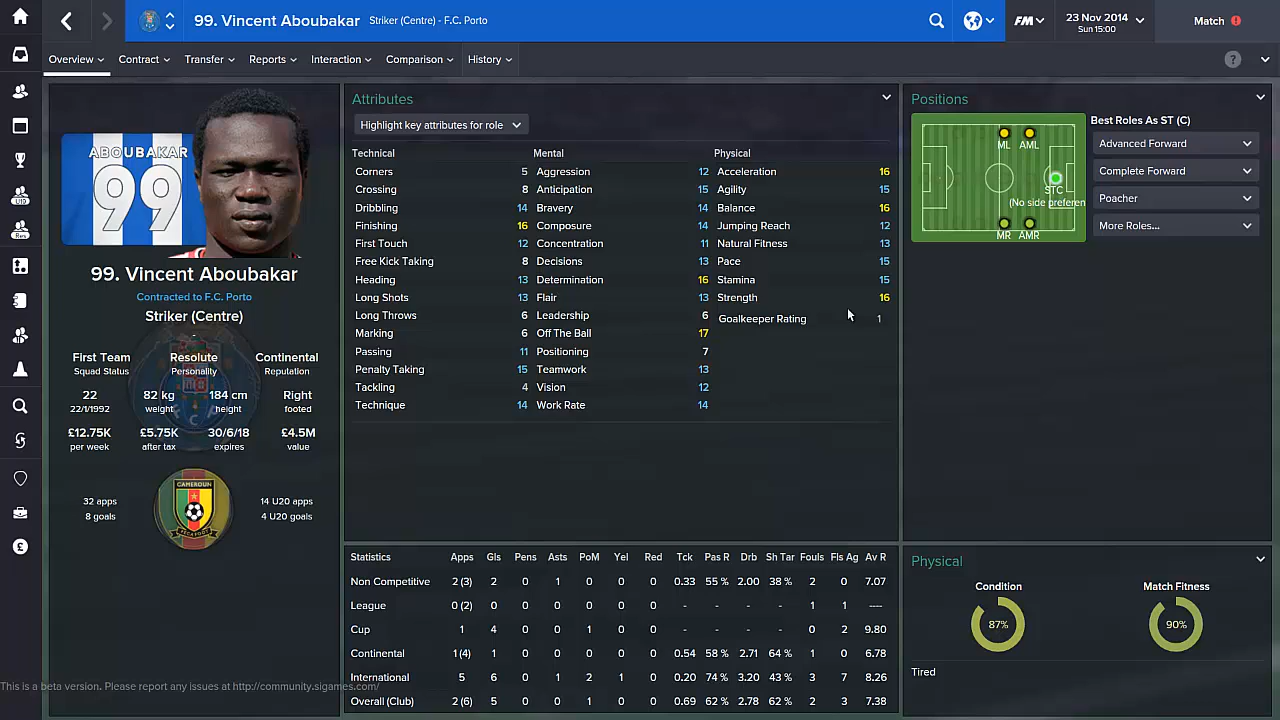 99. Vincent Aboubakar Striker (Centre) - F.C. Porto FM 23 Nov 2014 Sun 15:00 Match
Overview Contract Transfer Reports Interaction Comparison History ?
ABOUBAKAR
99
99. Vincent Aboubakar
Contracted to F.C. Porto
Striker (Centre)
-
First Team Resolute Continental
Squad Status Personality Reputation
22 82 kg 184 cm Right
22/1/1992 weight height footed
£12.75K £5.75K 30/6/18 £4.5M
per week after tax expires value
CAMEROUN
32 apps 14 U20 apps
8 goals 4 U20 goals
Attributes
Highlight key attributes for role
Technical Mental Physical
Corners 5 Aggression 12 Acceleration 16
Crossing 8 Anticipation 15 Agility 15
Dribbling 14 Bravery 14 Balance 16
Finishing 16 Composure 14 Jumping Reach 12
First Touch 12 Concentration 11 Natural Fitness 13
Free Kick Taking 8 Decisions 13 Pace 15
Heading 13 Determination 16 Stamina 15
Long Shots 13 Flair 13 Strength 16
Long Throws 6 Leadership 6 Goalkeeper Rating 1
Marking 6 Off The Ball 17
Passing 11 Positioning 7
Penalty Taking 15 Teamwork 13
Tackling 4 Vision 12
Technique 14 Work Rate 14
Positions
ML AML
STC
(No side preferen
MR AMR
Best Roles As ST (C)
Advanced Forward
Complete Forward
Poacher
More Roles...
Statistics Apps Gls Pens Asts PoM Yel Red Tck Pas R Drb Sh Tar Fouls Fls Ag Av R
Non Competitive 2 (3) 2 0 1 0 0 0 0.33 55 % 2.00 38 % 2 0 7.07
League 0 (2) 0 0 0 0 0 0 - - - - 1 1 ----
Cup 1 4 0 0 1 0 0 - - - - 0 2 9.80
Continental 1 (4) 1 0 0 0 0 0 0.54 58 % 2.71 64 % 1 0 6.78
International 5 6 0 1 2 1 0 0.20 74 % 3.20 43 % 3 7 8.26
Overall (Club) 2 (6) 5 0 0 1 0 0 0.69 62 % 2.78 62 % 2 3 7.38
Physical
Condition Match Fitness
87% 90%
Tired
This is a beta version. Please report any issues at http://community.sigames.com/